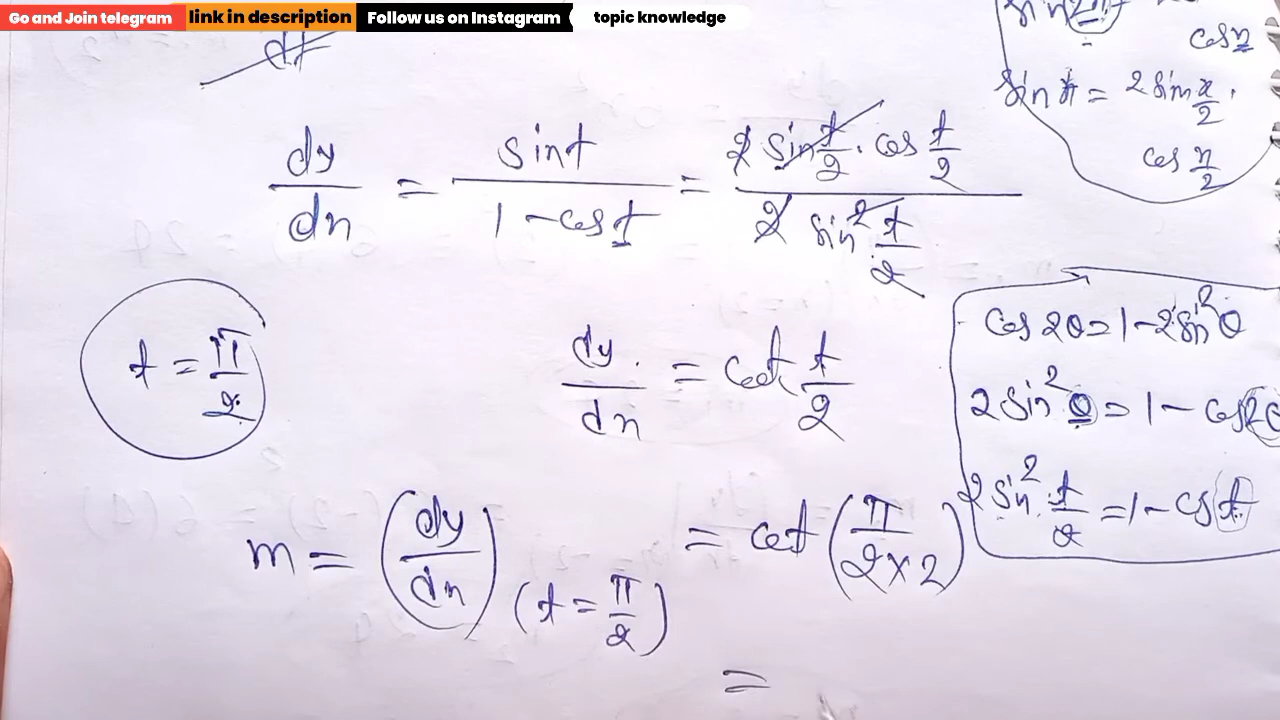 Go and Join telegram link in description Follow us on Instagram topic knowledge
cos x
sin x = 2 sin x/2 .
cos x/2
dy/dx = sin t / 1 - cos t = 2 sin t/2 . cos t/2 / 2 sin² t/2
t = π/2
dy/dx = cot t/2
cos 2θ = 1 - 2 sin² θ
2 sin² θ = 1 - cos 2θ
2 sin² t/2 = 1 - cos t
m = (dy/dx) (t = π/2) = cot (π / 2×2)
=